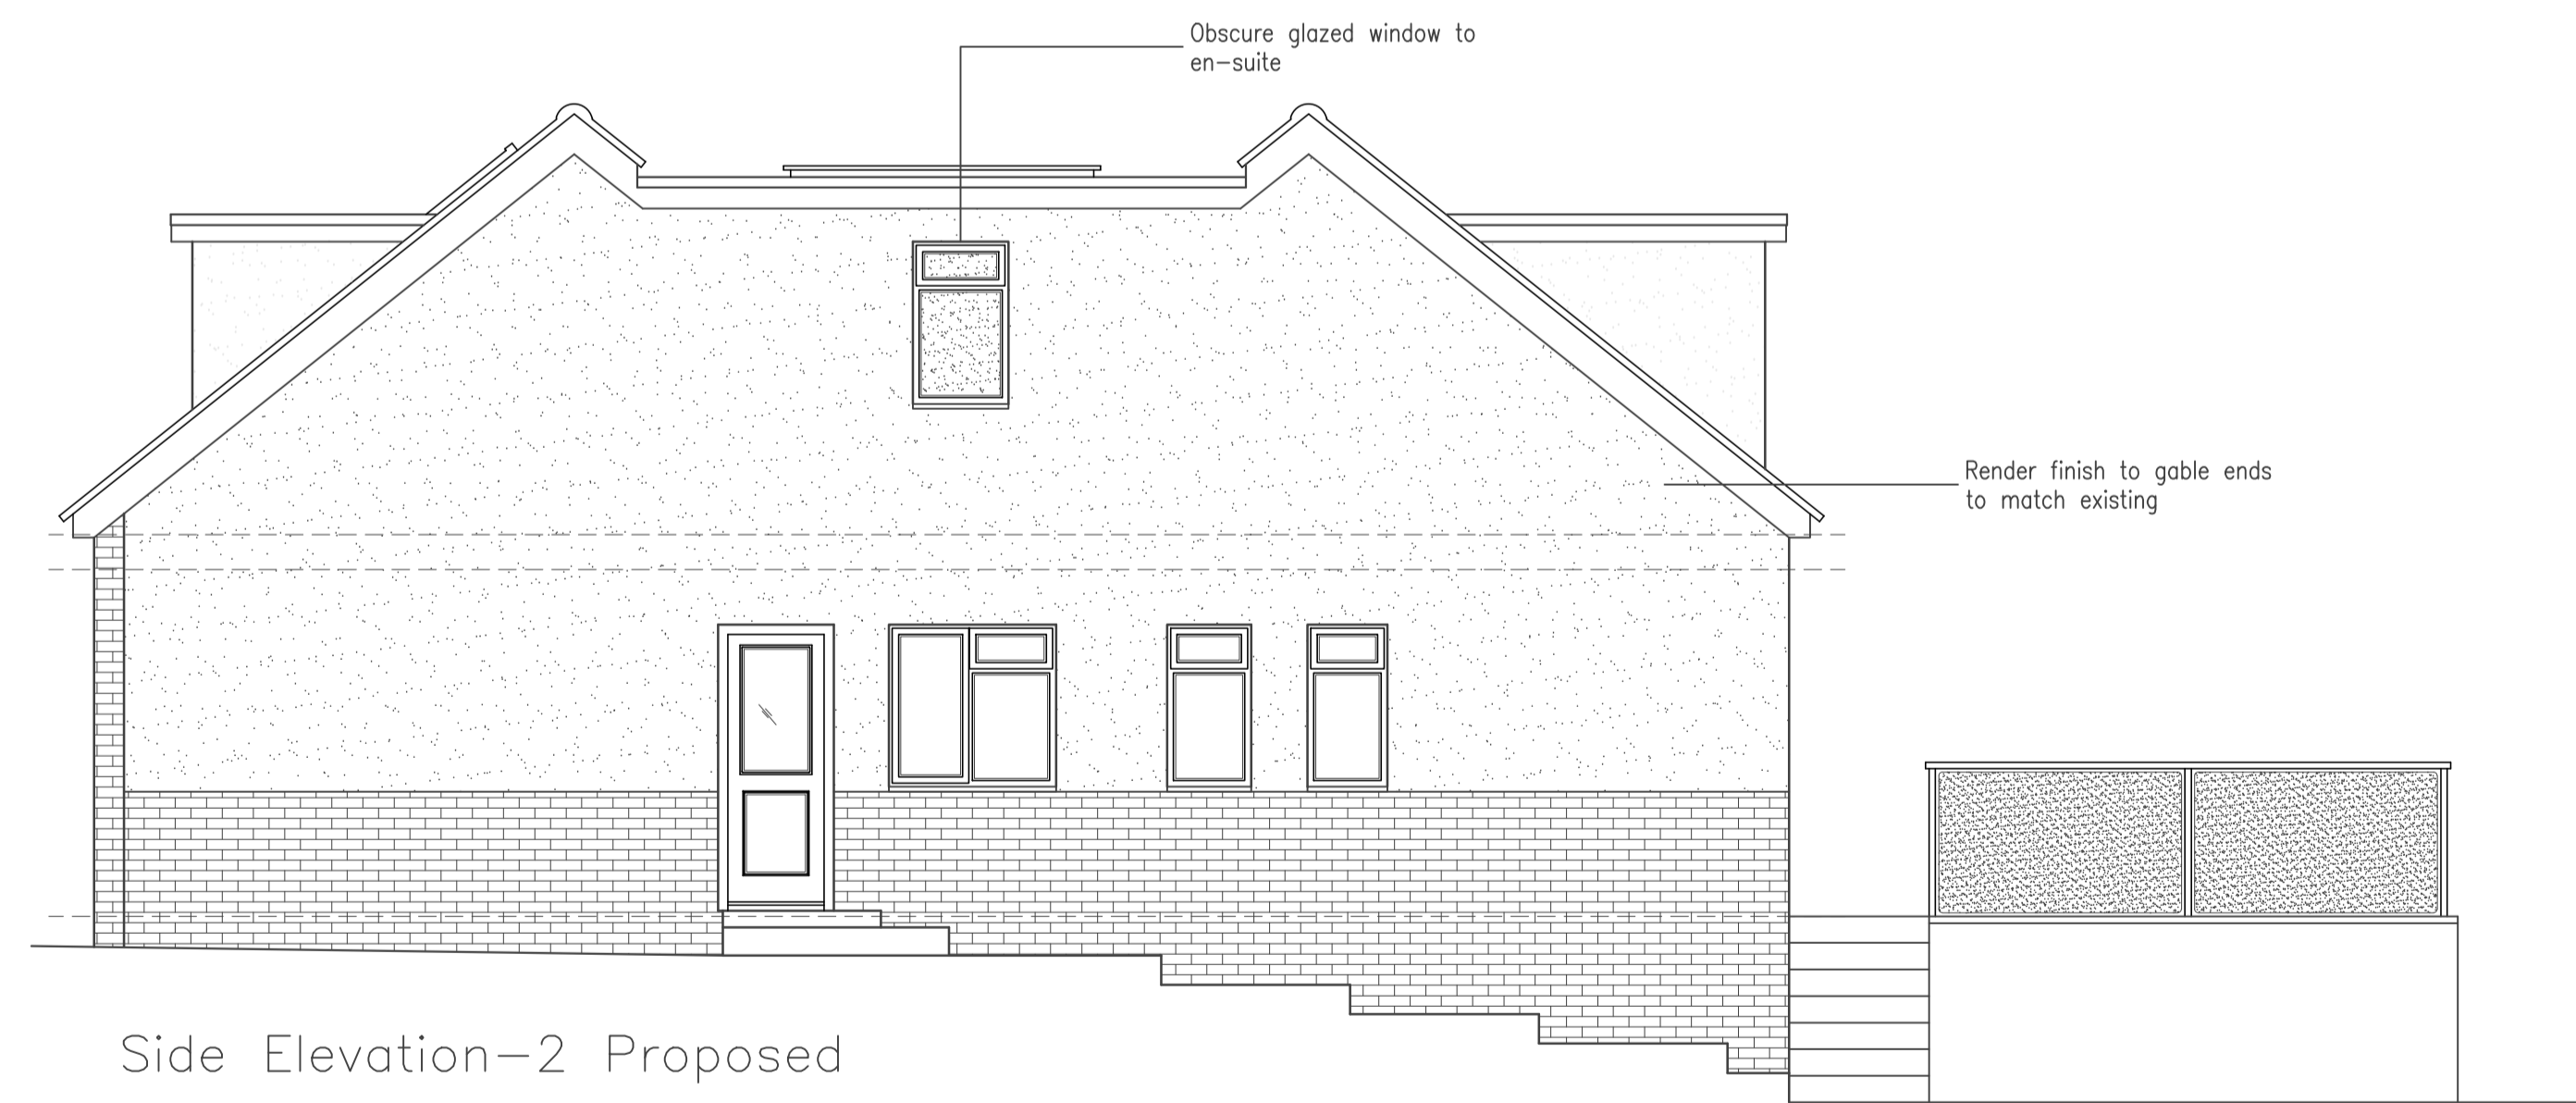 Obscure glazed window to
en-suite
Render finish to gable ends
to match existing
Side Elevation-2 Proposed